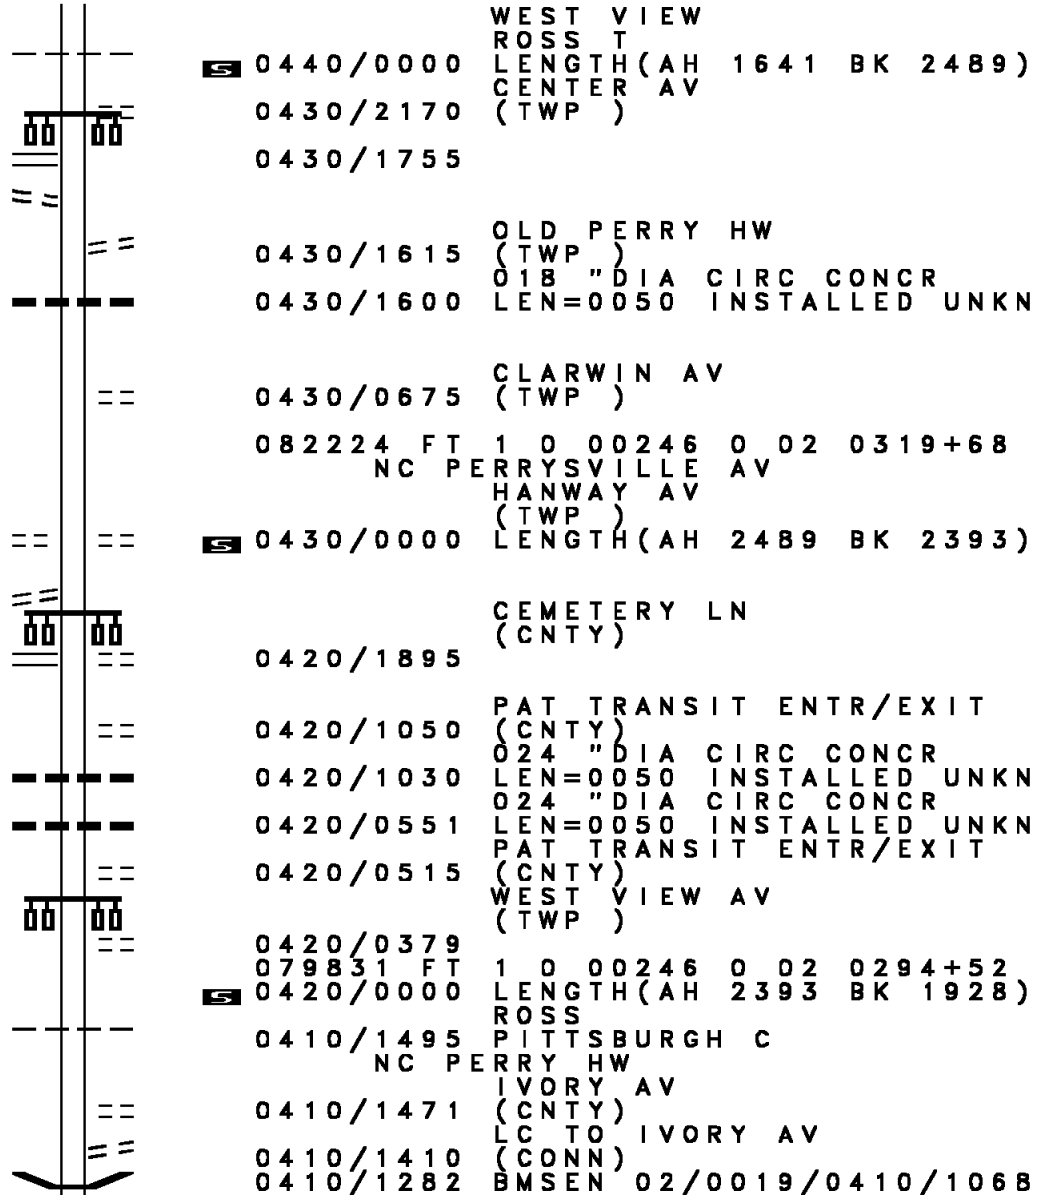 WEST VIEW
ROSS T
S 0440/0000 LENGTH(AH 1641 BK 2489)
CENTER AV
0430/2170 (TWP )
0430/1755
OLD PERRY HW
0430/1615 (TWP )
018 "DIA CIRC CONCR
0430/1600 LEN=0050 INSTALLED UNKN
CLARWIN AV
0430/0675 (TWP )
082224 FT 1 0 00246 0 02 0319+68
NC PERRYSVILLE AV
HANWAY AV
(TWP )
S 0430/0000 LENGTH(AH 2489 BK 2393)
CEMETERY LN
(CNTY)
0420/1895
PAT TRANSIT ENTR/EXIT
0420/1050 (CNTY)
024 "DIA CIRC CONCR
0420/1030 LEN=0050 INSTALLED UNKN
024 "DIA CIRC CONCR
0420/0551 LEN=0050 INSTALLED UNKN
PAT TRANSIT ENTR/EXIT
0420/0515 (CNTY)
WEST VIEW AV
(TWP )
0420/0379
079831 FT 1 0 00246 0 02 0294+52
S 0420/0000 LENGTH(AH 2393 BK 1928)
ROSS
0410/1495 PITTSBURGH C
NC PERRY HW
IVORY AV
0410/1471 (CNTY)
LC TO IVORY AV
0410/1410 (CONN)
0410/1282 BMSEN 02/0019/0410/1068